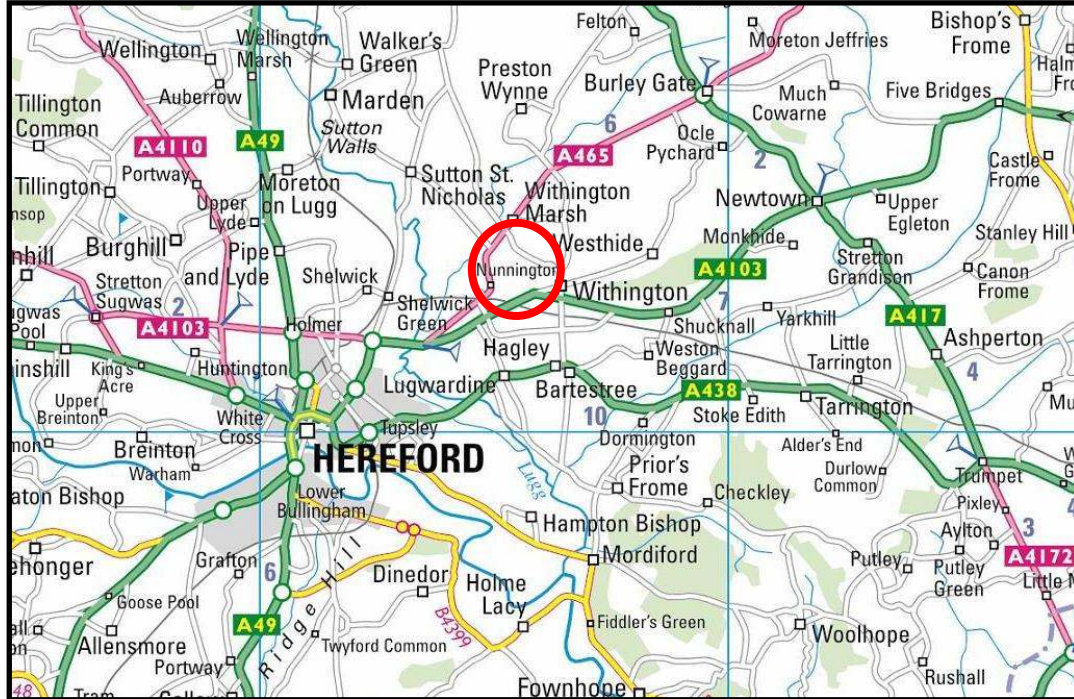 Felton
Bishop's
Frome
Wellington
Wellington
Marsh
Walker's
Green
Moreton Jeffries
Preston
Wynne
Burley Gate
Auberrow
Marden
Much
Cowarne
Five Bridges
Tillington
Common
Sutton
Walls
6
Ocle
Pychard
A49
A4110
A465
2
Castle
Frome
Portway
Moreton
on Lugg
Sutton St.
Nicholas
Withington
Marsh
Tillington
Upper
Lyde
Newtown
Upper
Egleton
Burghill
Pipe
and Lyde
Westhide
Monkhide
Stanley Hill
Stretton
Sugwas
Shelwick
Nunnington
A4103
Stretton
Grandison
Canon
Frome
2
Shelwick
Green
Withington
7
A4103
Holmer
Shucknall
Yarkhill
A417
Huntington
Hagley
Weston
Beggard
Little
Tarrington
Ashperton
King's
Acre
Lugwardine
Bartestree
A438
4
Upper
Breinton
White
Cross
10
Stoke Edith
Tarrington
Breinton
Tupsley
Dormington
Alder's End
HEREFORD
Warham
Lugg
Prior's
Frome
Durlow
Common
Trumpet
Lower
Bullingham
Checkley
Pixley
Hampton Bishop
Aylton
3
Grafton
Mordiford
Putley
Putley
Green
A4172
6
Dinedor
Holme
Lacy
Goose Pool
Ridge Hill
B4399
Fiddler's Green
A49
Allensmore
Twyford Common
Woolhope
Portway
Rushall
48
Fownhope